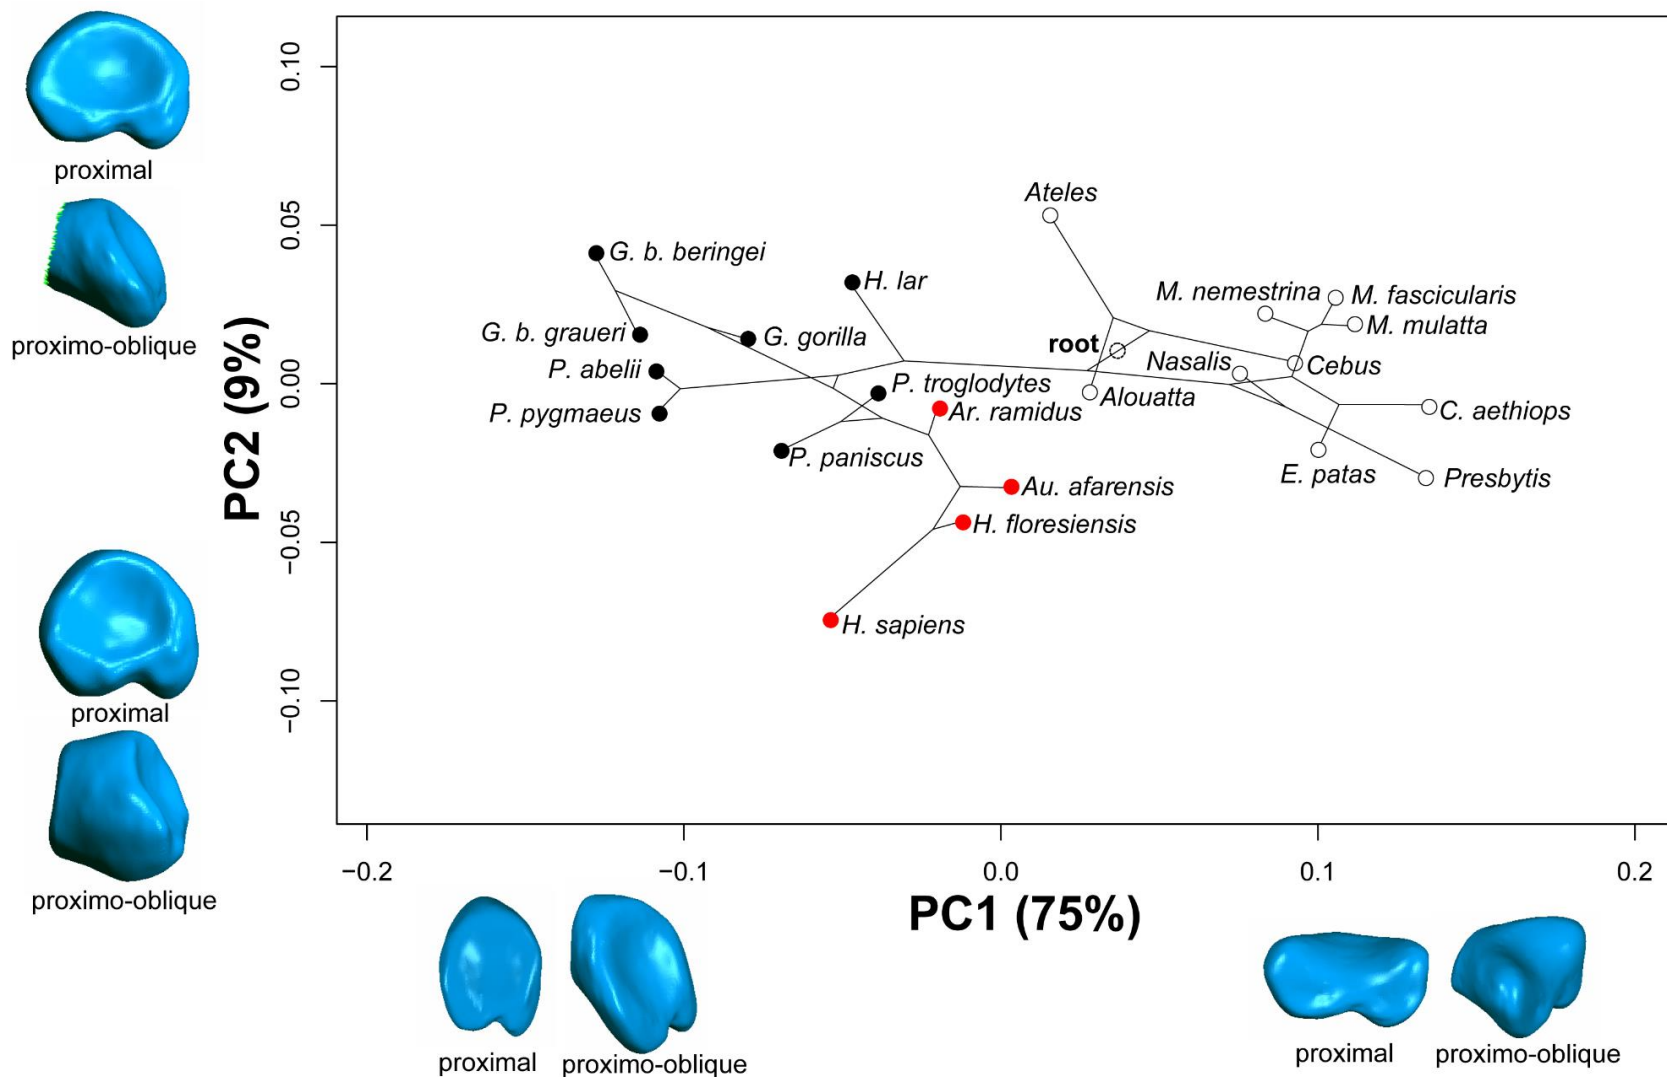 proximal
proximo-oblique
proximal
proximo-oblique
PC2 (9%)
0.10
0.05
0.00
−0.05
−0.10
Ateles
G. b. beringei
H. lar
M. nemestrina
M. fascicularis
M. mulatta
G. b. graueri
G. gorilla
root
Nasalis
Cebus
P. abelii
P. troglodytes
Alouatta
P. pygmaeus
Ar. ramidus
C. aethiops
P. paniscus
E. patas
Presbytis
Au. afarensis
H. floresiensis
H. sapiens
−0.2
−0.1
0.0
0.1
0.2
PC1 (75%)
proximal
proximo-oblique
proximal
proximo-oblique